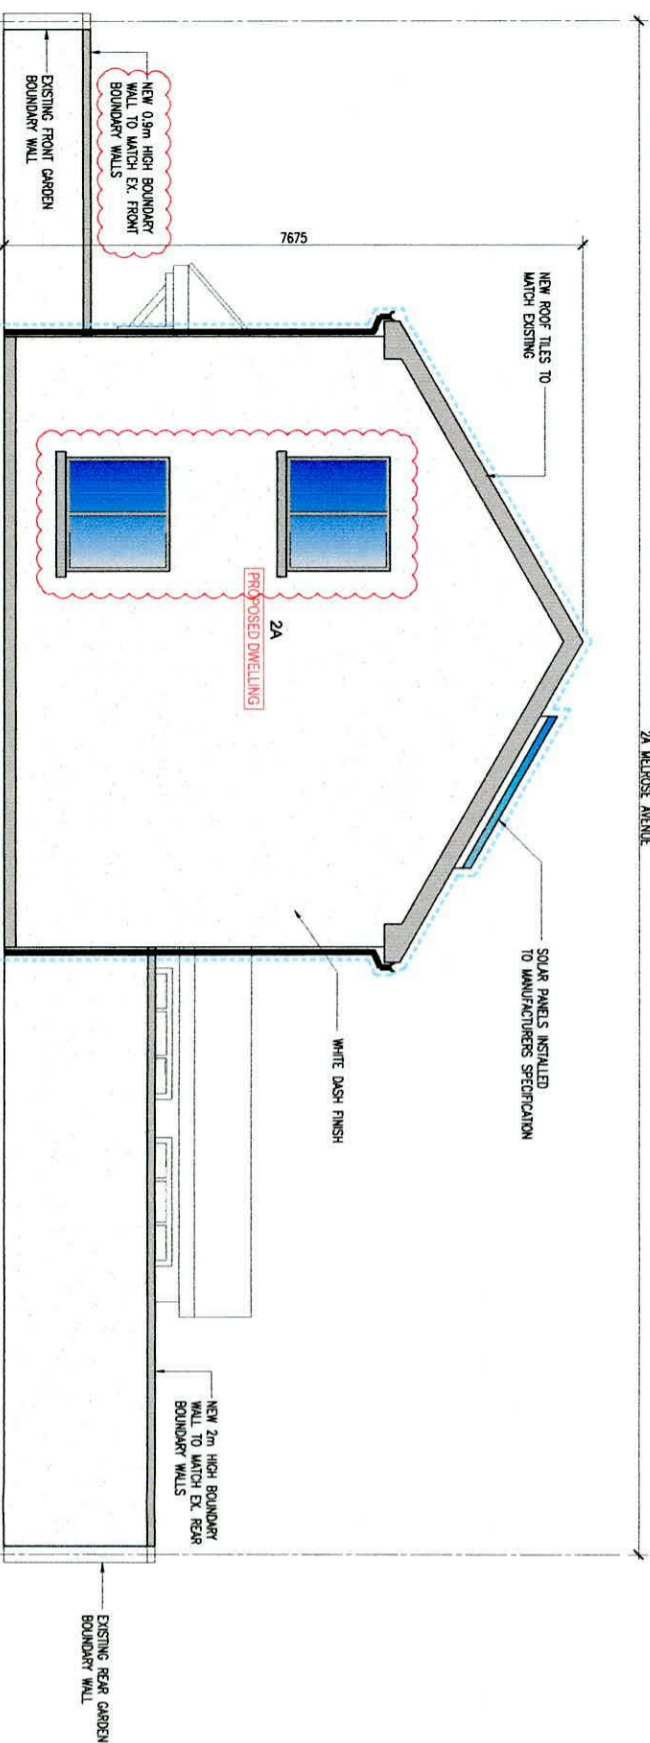 2A MELROSE AVENUE
NEW ROOF TILES TO
MATCH EXISTING
SOLAR PANELS INSTALLED
TO MANUFACTURERS SPECIFICATION
7675
WHITE DASH FINISH
2A
PROPOSED DWELLING
NEW 0.9m HIGH BOUNDARY
WALL TO MATCH EX. FRONT
BOUNDARY WALLS
EXISTING FRONT GARDEN
BOUNDARY WALL
NEW 2m HIGH BOUNDARY
WALL TO MATCH EX. REAR
BOUNDARY WALLS
EXISTING REAR GARDEN
BOUNDARY WALL